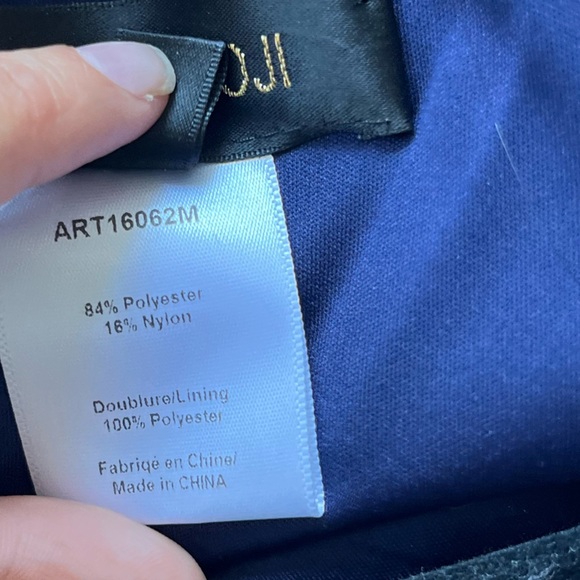 OJI
ART16062M
84% Polyester
16% Nylon
Doublure/Lining
100% Polyester
Fabriqé en Chine/
Made in CHINA